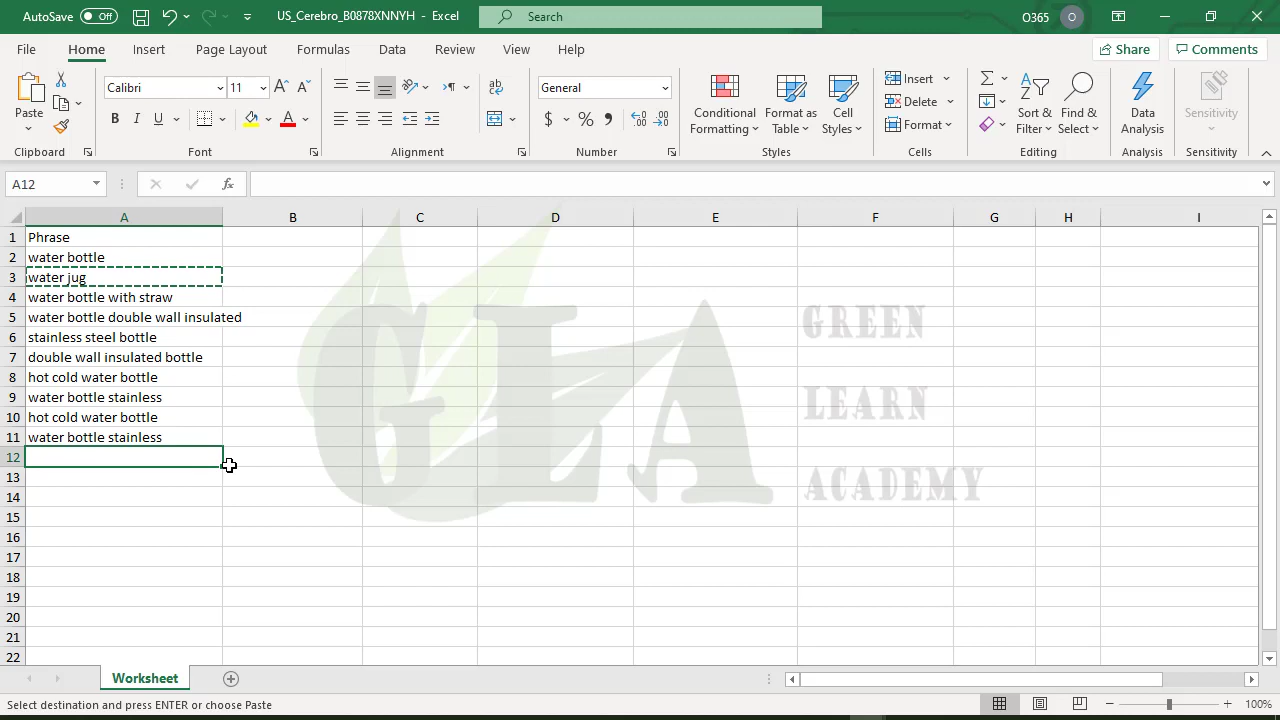 AutoSave Off US_Cerebro_B0878XNNYH - Excel Search O365 O
File Home Insert Page Layout Formulas Data Review View Help Share Comments
Paste Calibri 11 General Conditional Formatting Format as Table Cell Styles Insert Delete Format Sort & Filter Find & Select Data Analysis Sensitivity
Clipboard Font Alignment Number Styles Cells Editing Analysis Sensitivity
A12 fx
A B C D E F G H I
1 Phrase
2 water bottle
3 water jug
4 water bottle with straw
5 water bottle double wall insulated
6 stainless steel bottle
7 double wall insulated bottle
8 hot cold water bottle
9 water bottle stainless
10 hot cold water bottle
11 water bottle stainless
12
13
14
15
16
17
18
19
20
21
22
GLA
GREEN
LEARN
ACADEMY
Worksheet
Select destination and press ENTER or choose Paste 100%